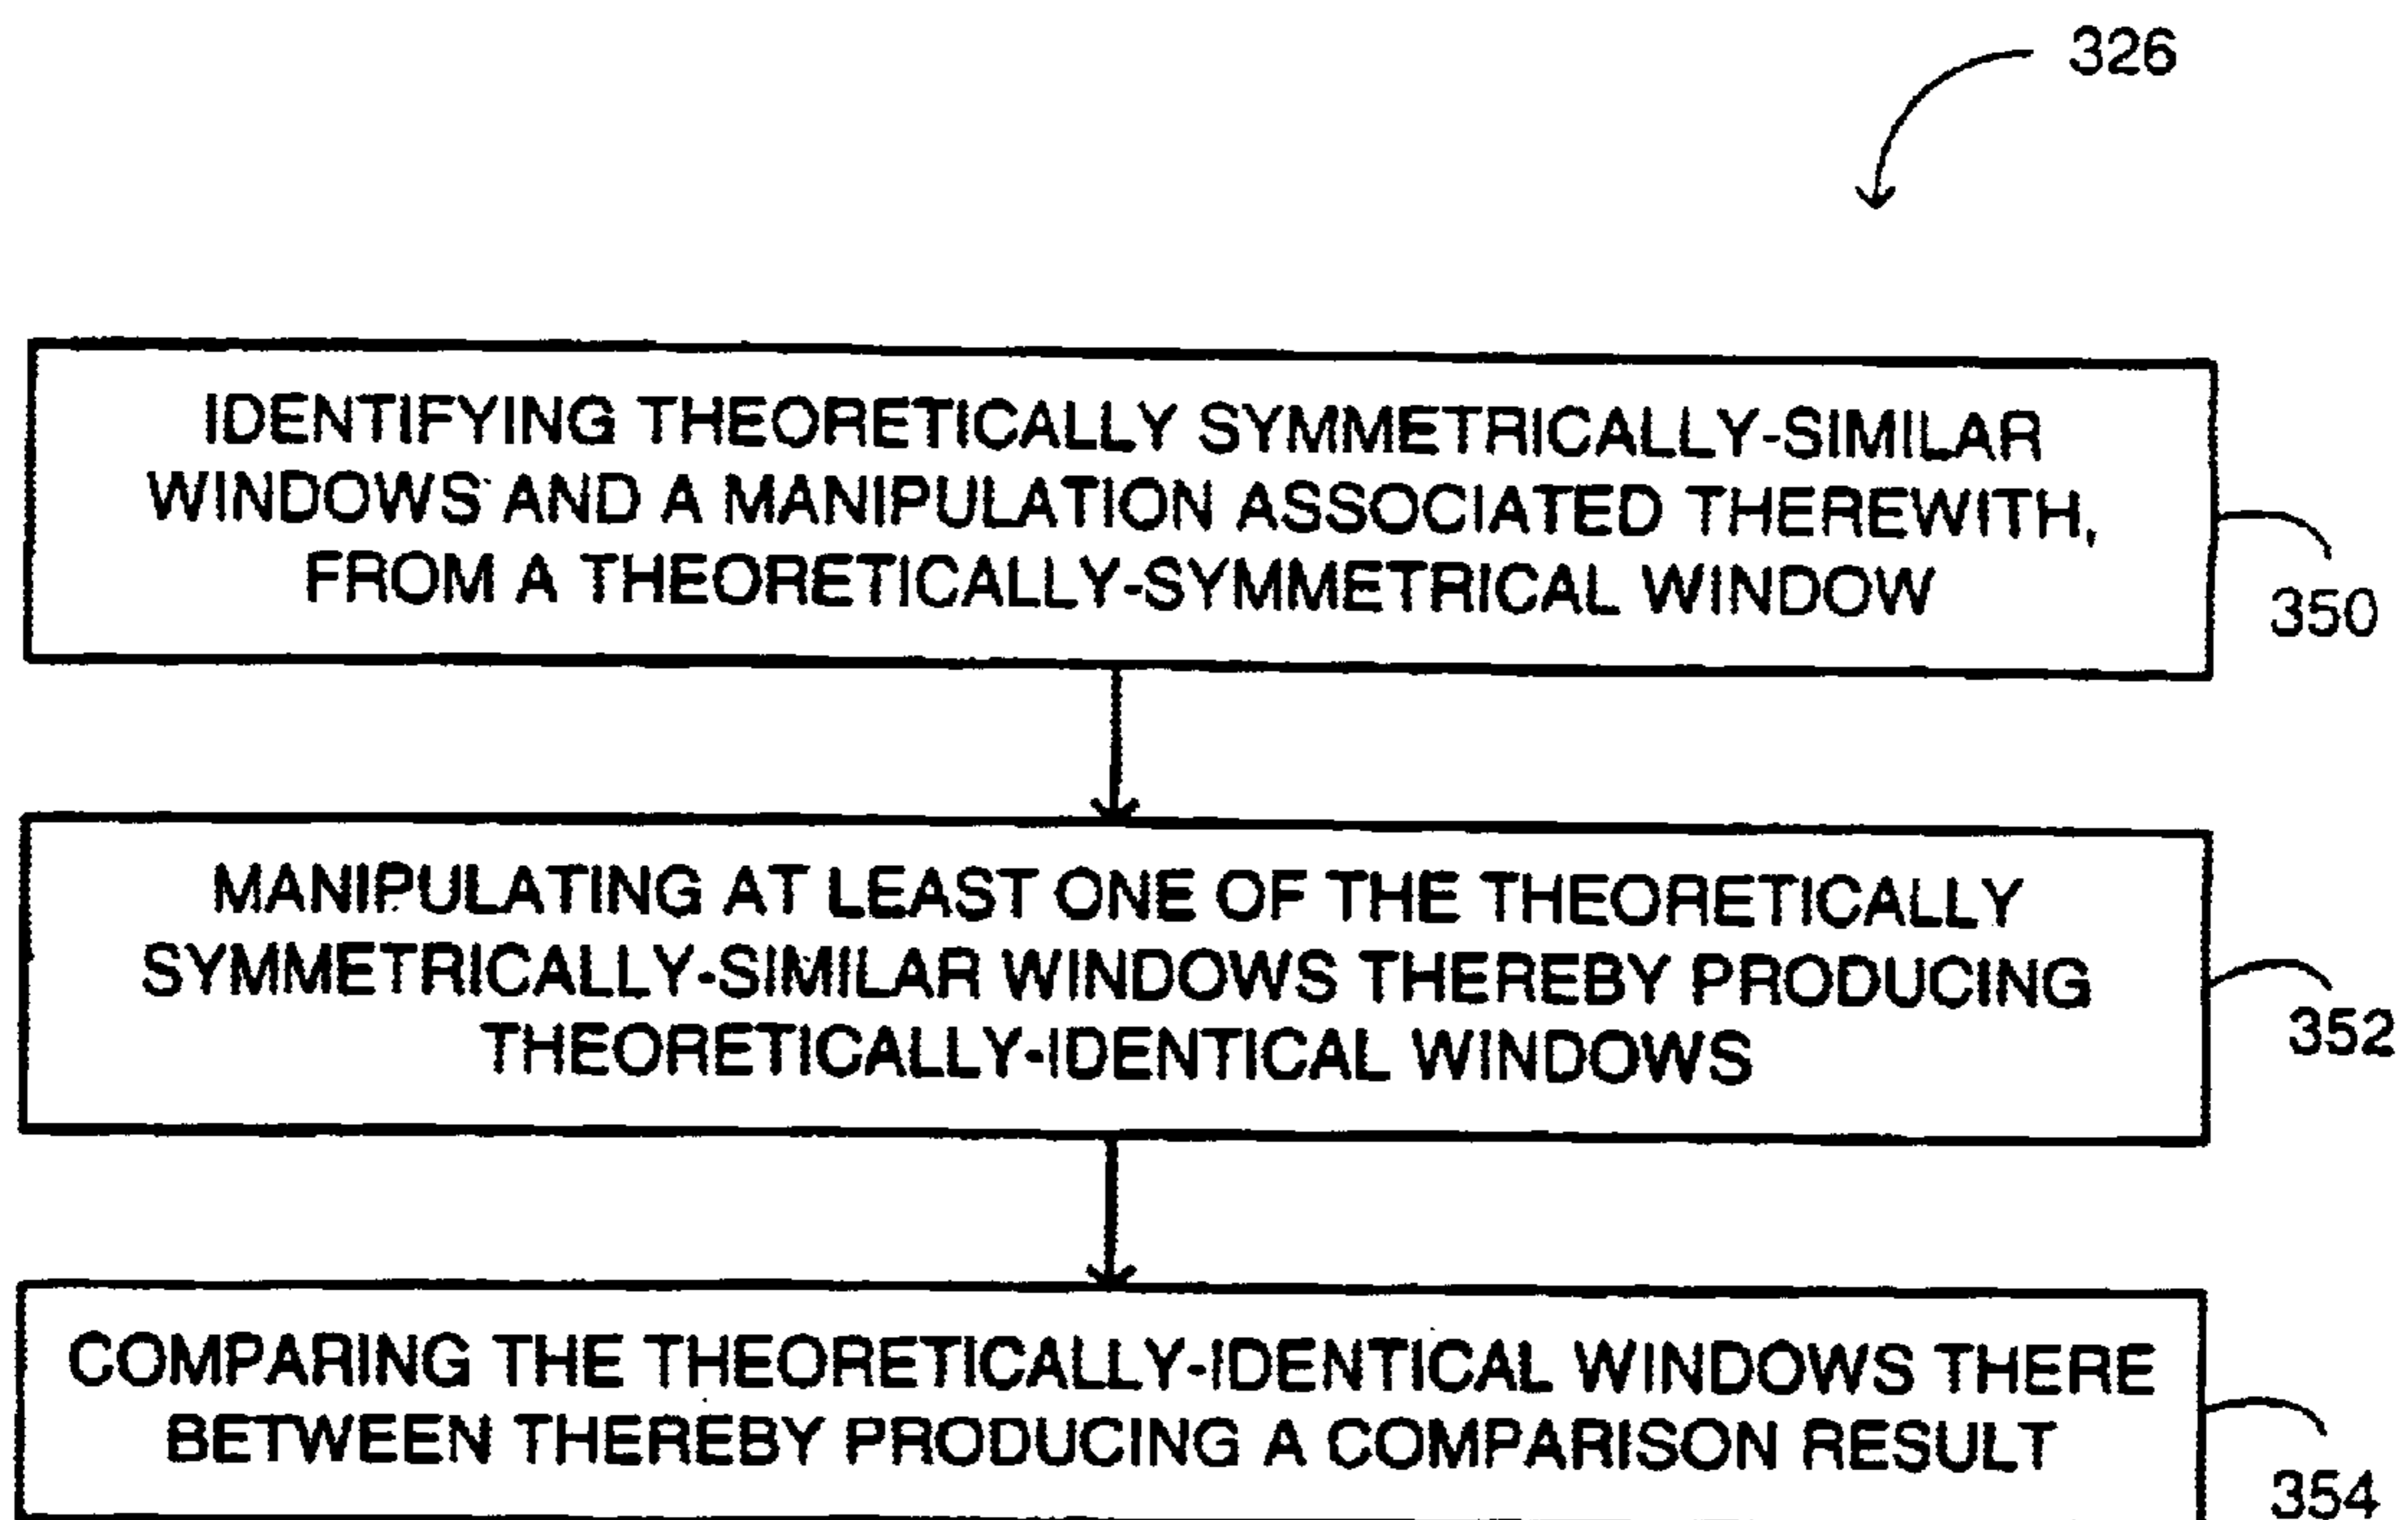 326
IDENTIFYING THEORETICALLY SYMMETRICALLY-SIMILAR
WINDOWS AND A MANIPULATION ASSOCIATED THEREWITH,
FROM A THEORETICALLY-SYMMETRICAL WINDOW
350
MANIPULATING AT LEAST ONE OF THE THEORETICALLY
SYMMETRICALLY-SIMILAR WINDOWS THEREBY PRODUCING
THEORETICALLY-IDENTICAL WINDOWS
352
COMPARING THE THEORETICALLY-IDENTICAL WINDOWS THERE
BETWEEN THEREBY PRODUCING A COMPARISON RESULT
354